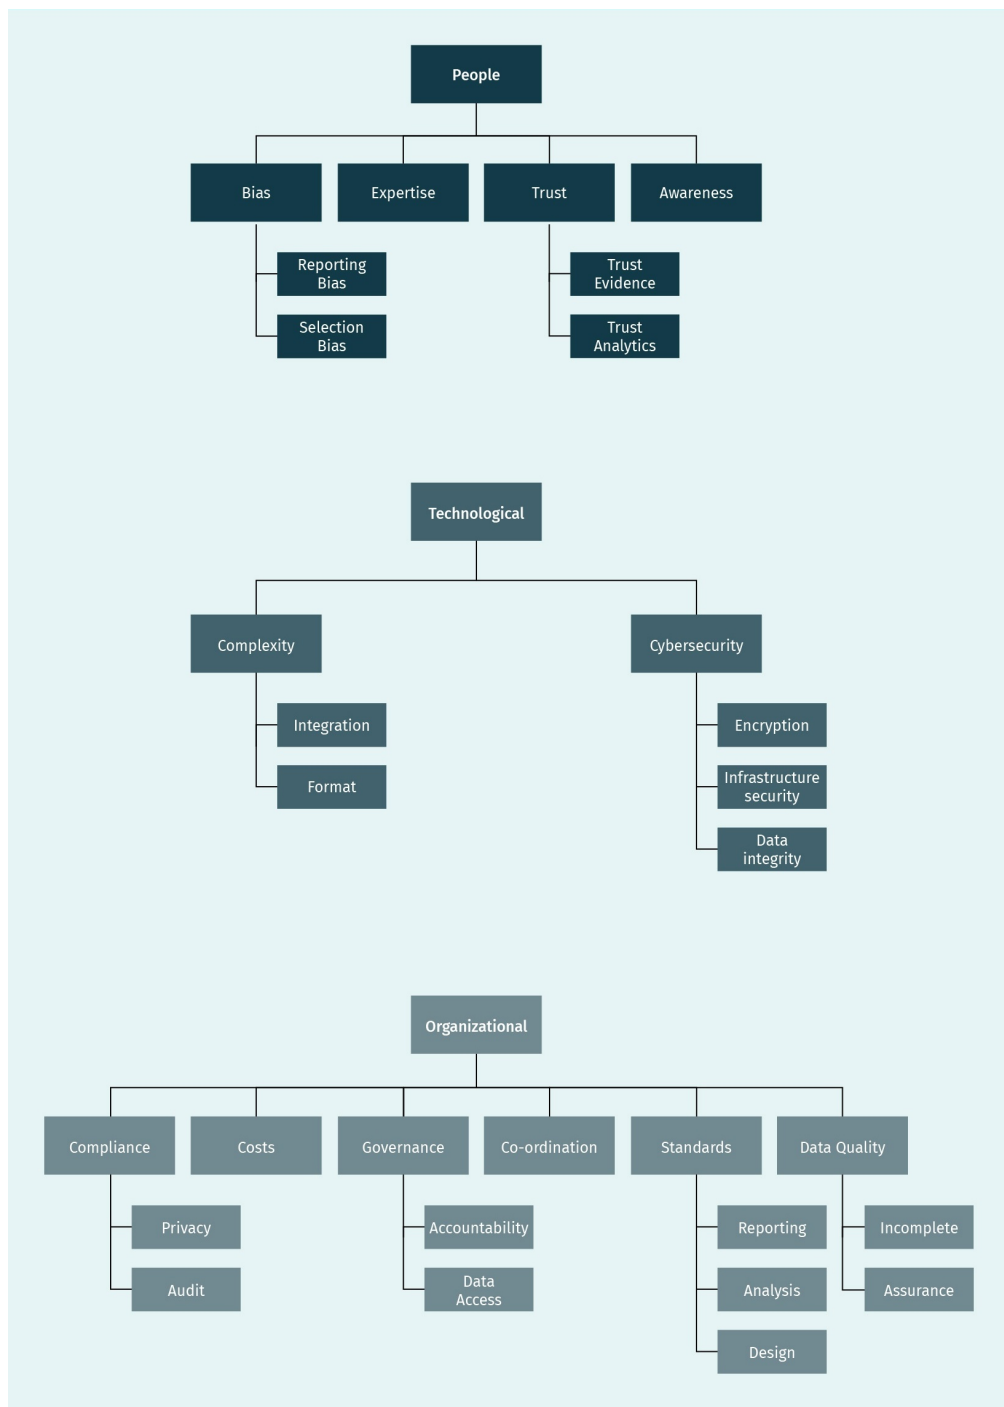 People
Bias
Expertise
Trust
Awareness
Reporting
Bias
Selection
Bias
Trust
Evidence
Trust
Analytics
Technological
Complexity
Cybersecurity
Integration
Format
Encryption
Infrastructure
security
Data
integrity
Organizational
Compliance
Costs
Governance
Co-ordination
Standards
Data Quality
Privacy
Audit
Accountability
Data
Access
Reporting
Analysis
Design
Incomplete
Assurance